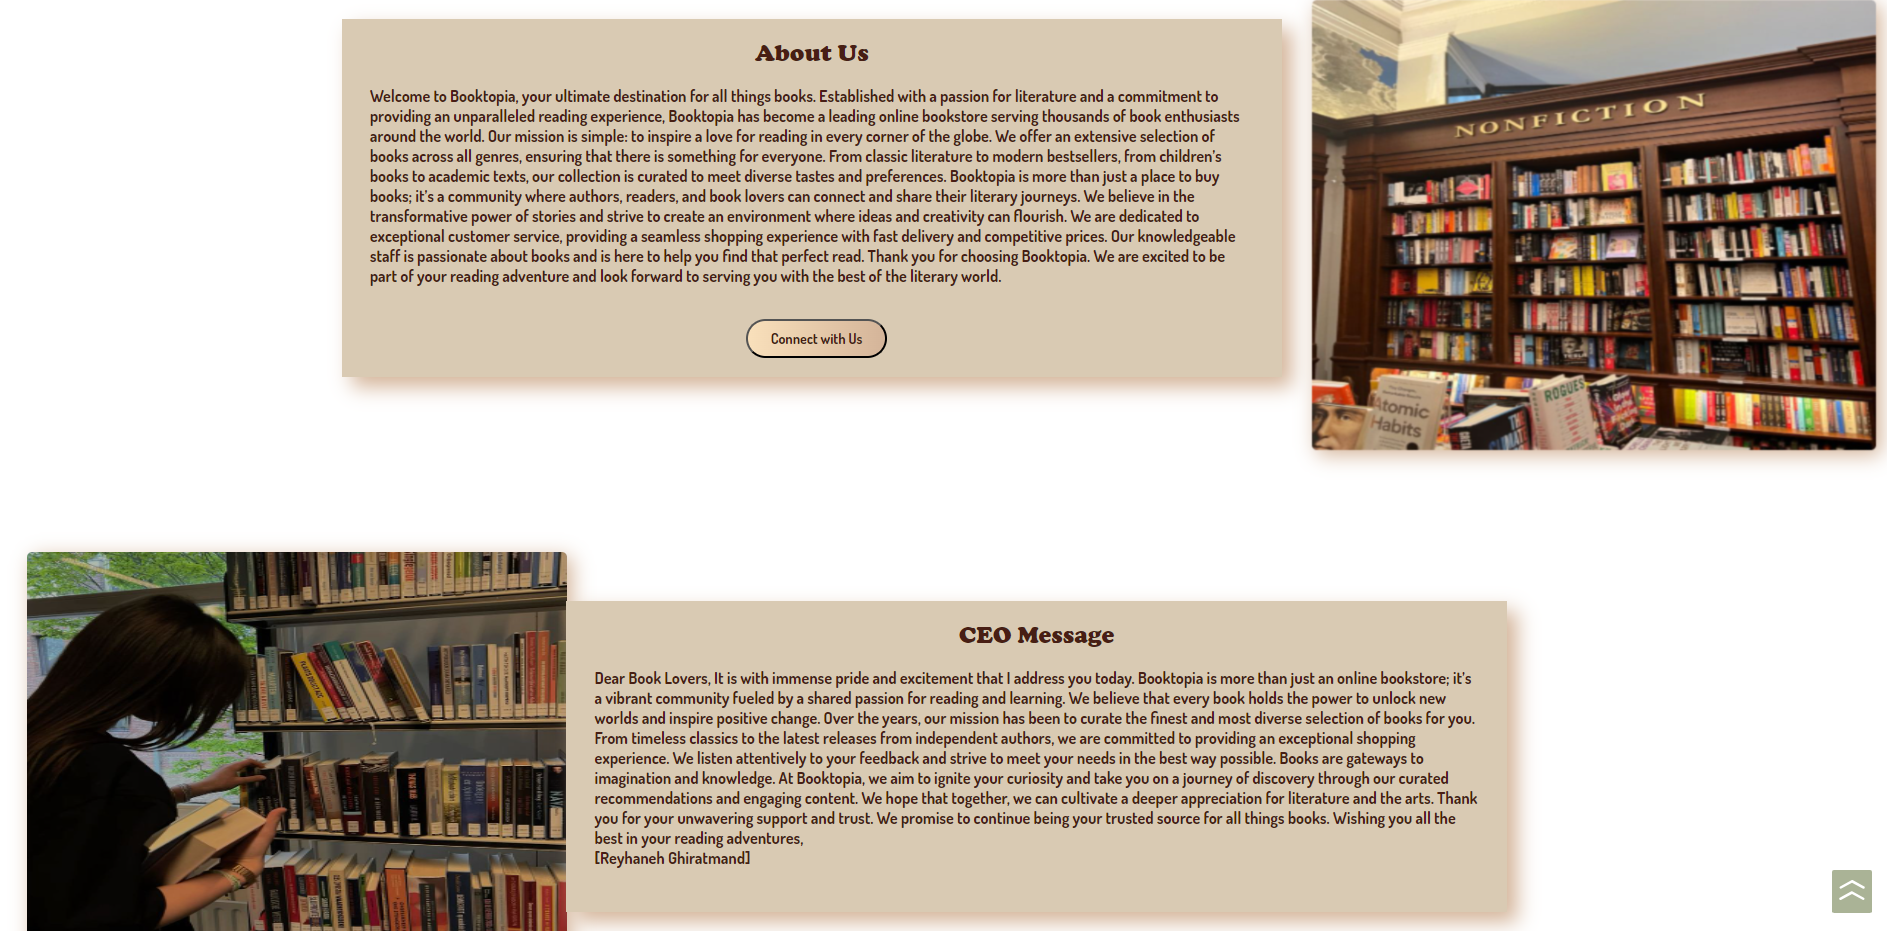 About Us
Welcome to Booktopia, your ultimate destination for all things books. Established with a passion for literature and a commitment to
providing an unparalleled reading experience, Booktopia has become a leading online bookstore serving thousands of book enthusiasts
around the world. Our mission is simple: to inspire a love for reading in every corner of the globe. We offer an extensive selection of
books across all genres, ensuring that there is something for everyone. From classic literature to modern bestsellers, from children's
books to academic texts, our collection is curated to meet diverse tastes and preferences. Booktopia is more than just a place to buy
books; it's a community where authors, readers, and book lovers can connect and share their literary journeys. We believe in the
transformative power of stories and strive to create an environment where ideas and creativity can flourish. We are dedicated to
exceptional customer service, providing a seamless shopping experience with fast delivery and competitive prices. Our knowledgeable
staff is passionate about books and is here to help you find that perfect read. Thank you for choosing Booktopia. We are excited to be
part of your reading adventure and look forward to serving you with the best of the literary world.
Connect with Us
NONFICTION
Atomic
Habits
ROGUES
CEO Message
Dear Book Lovers, It is with immense pride and excitement that I address you today. Booktopia is more than just an online bookstore; it's
a vibrant community fueled by a shared passion for reading and learning. We believe that every book holds the power to unlock new
worlds and inspire positive change. Over the years, our mission has been to curate the finest and most diverse selection of books for you.
From timeless classics to the latest releases from independent authors, we are committed to providing an exceptional shopping
experience. We listen attentively to your feedback and strive to meet your needs in the best way possible. Books are gateways to
imagination and knowledge. At Booktopia, we aim to ignite your curiosity and take you on a journey of discovery through our curated
recommendations and engaging content. We hope that together, we can cultivate a deeper appreciation for literature and the arts. Thank
you for your unwavering support and trust. We promise to continue being your trusted source for all things books. Wishing you all the
best in your reading adventures,
[Reyhaneh Ghiratmand]